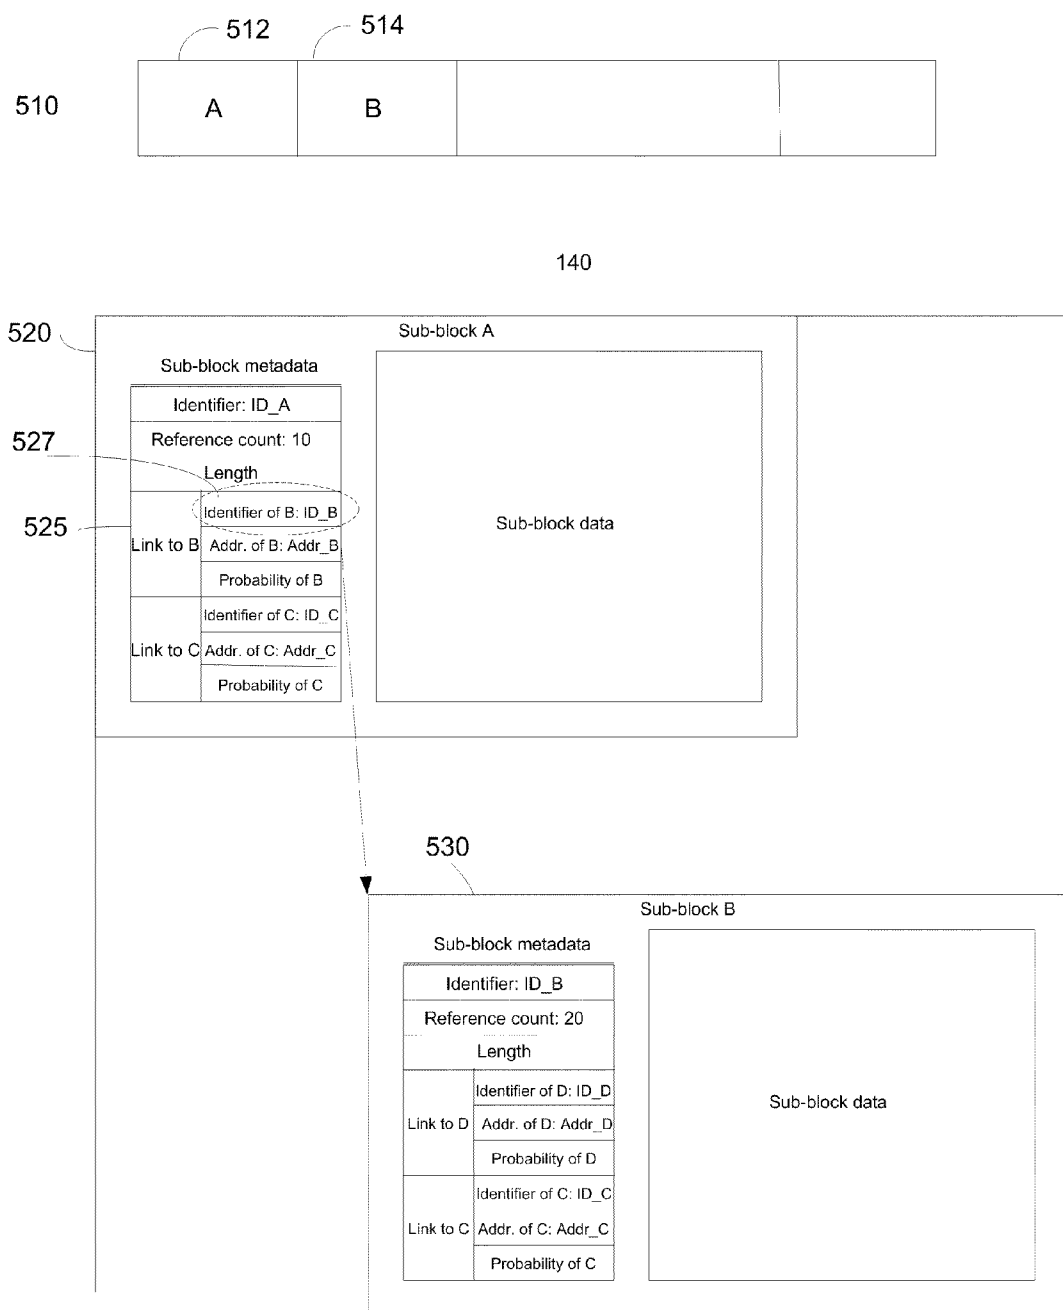 512
514
510
A
B
140
520
Sub-block A
Sub-block metadata
Identifier: ID_A
Reference count: 10
527
Length
Identifier of B: ID_B
525
Sub-block data
Link to B
Addr. of B: Addr_B
Probability of B
Identifier of C: ID_C
Link to C
Addr. of C: Addr_C
Probability of C
530
Sub-block B
Sub-block metadata
Identifier: ID_B
Reference count: 20
Length
Identifier of D: ID_D
Sub-block data
Link to D
Addr. of D: Addr_D
Probability of D
Identifier of C: ID_C
Link to C
Addr. of C: Addr_C
Probability of C